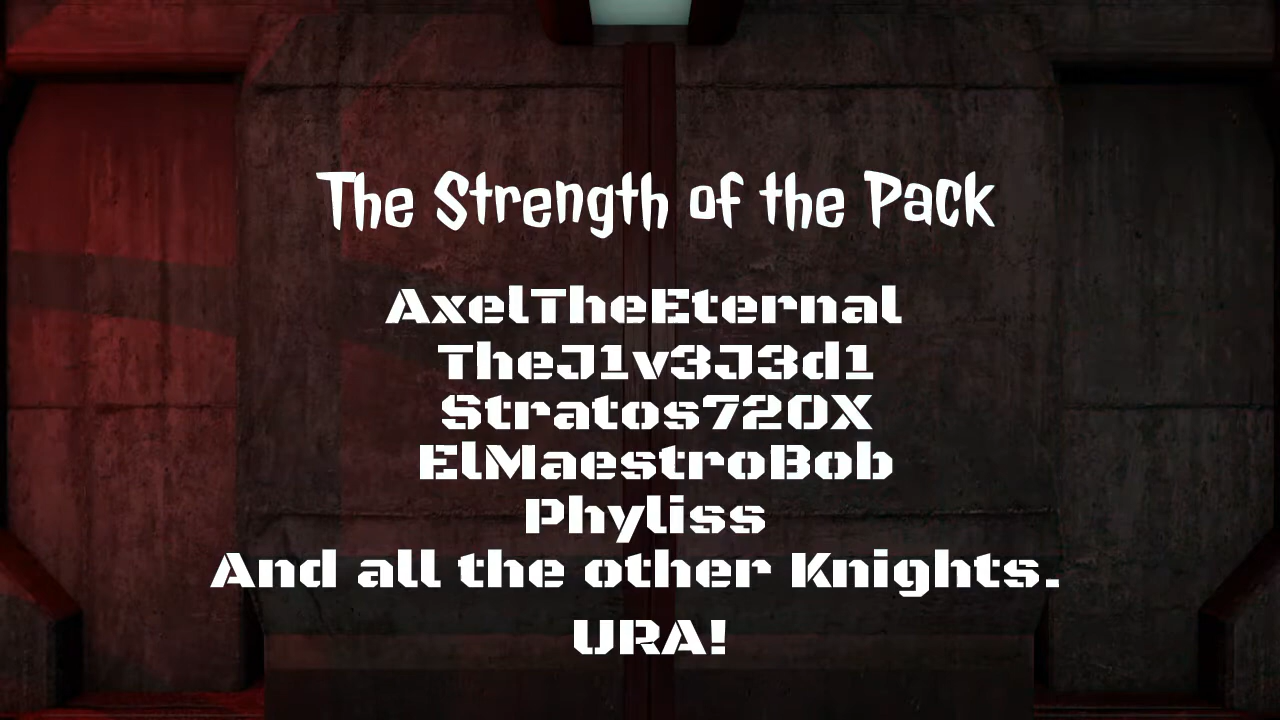 The Strength of the Pack
AxelTheEternal
TheJ1v3J3d1
Stratos720X
ElMaestroBob
Phyliss
And all the other Knights.
URA!